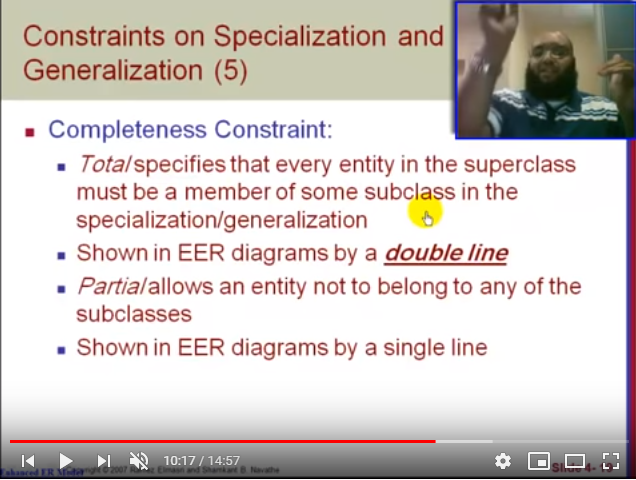 Constraints on Specialization and
Generalization (5)
Completeness Constraint:
Total specifies that every entity in the superclass
must be a member of some subclass in the
specialization/generalization
Shown in EER diagrams by a double line
Partial allows an entity not to belong to any of the
subclasses
Shown in EER diagrams by a single line
10:17 / 14:57
Enhanced ER Model
©2007 Ramez Elmasri and Shamkant B. Navathe
Slide 4-